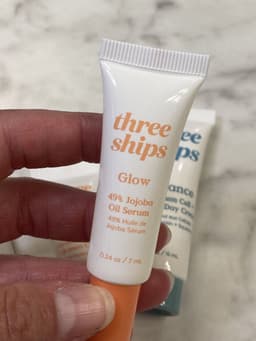 three
ships
Glow
49% Jojoba
Oil Serum
49% Huile de
Jojoba Sérum
0.24 oz / 7 mL
ree
ps
ance
Day Cre